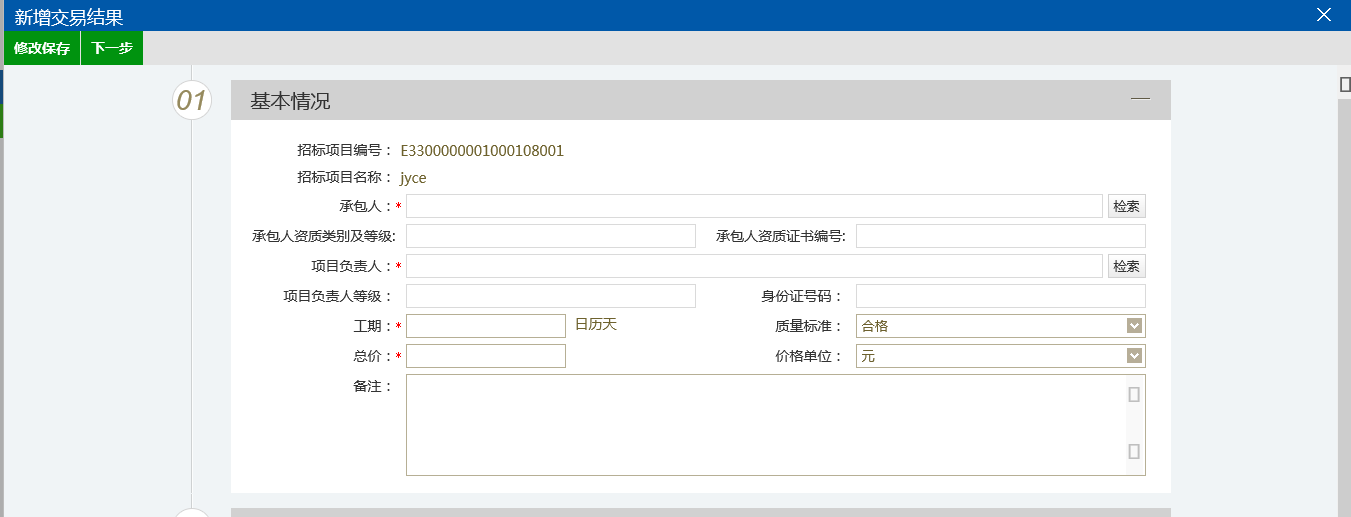 新增交易结果
修改保存 下一步
01 基本情况
招标项目编号： E3300000001000108001
招标项目名称： jyce
承包人：* 检索
承包人资质类别及等级: 承包人资质证书编号:
项目负责人：* 检索
项目负责人等级： 身份证号码：
工期：* 日历天 质量标准： 合格
总价：* 价格单位： 元
备注：